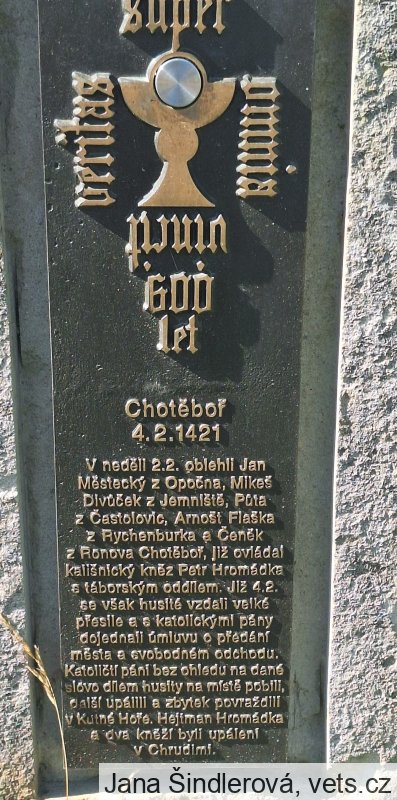 super
veritas
omnia
vincit
600
let
Chotěboř
4.2.1421
V neděli 2.2. oblehli Jan
Městecký z Opočna, Mikeš
Divůček z Jemniště, Půta
z Častolovic, Arnošt Flaška
z Rychenburka a Čeněk
z Ronova Chotěboř, již ovládal
kališnický kněz Petr Hromádka
s táborským oddílem. Již 4.2.
se však husité vzdali velké
přesile a s katolickými pány
dojednali úmluvu o předání
města a svobodném odchodu.
Katoličtí páni bez ohledu na dané
slovo dílem husity na místě pobili,
další upálili a zbytek povraždili
v Kutné Hoře. Hejtman Hromádka
a dva kněží byli upáleni
v Chrudimi.
Jana Šindlerová, vets.cz